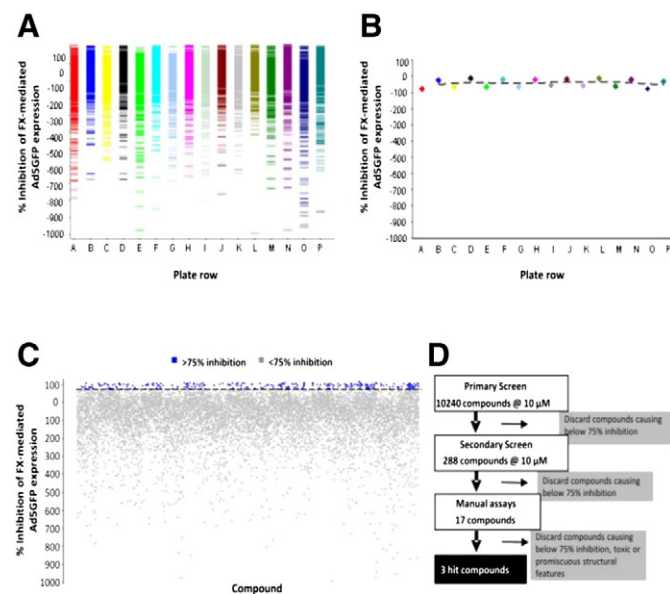 A
% Inhibition of FX-mediated
Ad5GFP expression
100
0
-100
-200
-300
-400
-500
-600
-700
-800
-900
-1000
A B C D E F G H I J K L M N O P
Plate row
B
% Inhibition of FX-mediated
Ad5GFP expression
100
0
-100
-200
-300
-400
-500
-600
-700
-800
-900
-1000
A B C D E F G H I J K L M N O P
Plate row
C
>75% inhibition <75% inhibition
% Inhibition of FX-mediated
Ad5GFP expression
100
0
100
200
300
400
500
600
700
800
900
1000
Compound
D
Primary Screen
10240 compounds @ 10 µM
Discard compounds causing
below 75% inhibition
Secondary Screen
288 compounds @ 10 µM
Discard compounds causing
below 75% inhibition
Manual assays
17 compounds
Discard compounds causing
below 75% inhibition, toxic or
promiscuous structural
features
3 hit compounds